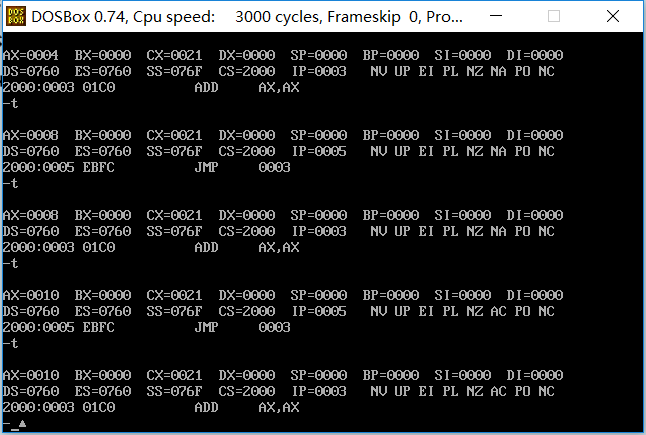 DOS BOX
DOSBox 0.74, Cpu speed: 3000 cycles, Frameskip 0, Pro...
AX=0004 BX=0000 CX=0021 DX=0000 SP=0000 BP=0000 SI=0000 DI=0000
DS=0760 ES=0760 SS=076F CS=2000 IP=0003 NV UP EI PL NZ NA PO NC
2000:0003 01C0 ADD AX,AX
-t
AX=0008 BX=0000 CX=0021 DX=0000 SP=0000 BP=0000 SI=0000 DI=0000
DS=0760 ES=0760 SS=076F CS=2000 IP=0005 NV UP EI PL NZ NA PO NC
2000:0005 EBFC JMP 0003
-t
AX=0008 BX=0000 CX=0021 DX=0000 SP=0000 BP=0000 SI=0000 DI=0000
DS=0760 ES=0760 SS=076F CS=2000 IP=0003 NV UP EI PL NZ NA PO NC
2000:0003 01C0 ADD AX,AX
-t
AX=0010 BX=0000 CX=0021 DX=0000 SP=0000 BP=0000 SI=0000 DI=0000
DS=0760 ES=0760 SS=076F CS=2000 IP=0005 NV UP EI PL NZ AC PO NC
2000:0005 EBFC JMP 0003
-t
AX=0010 BX=0000 CX=0021 DX=0000 SP=0000 BP=0000 SI=0000 DI=0000
DS=0760 ES=0760 SS=076F CS=2000 IP=0003 NV UP EI PL NZ AC PO NC
2000:0003 01C0 ADD AX,AX
-_